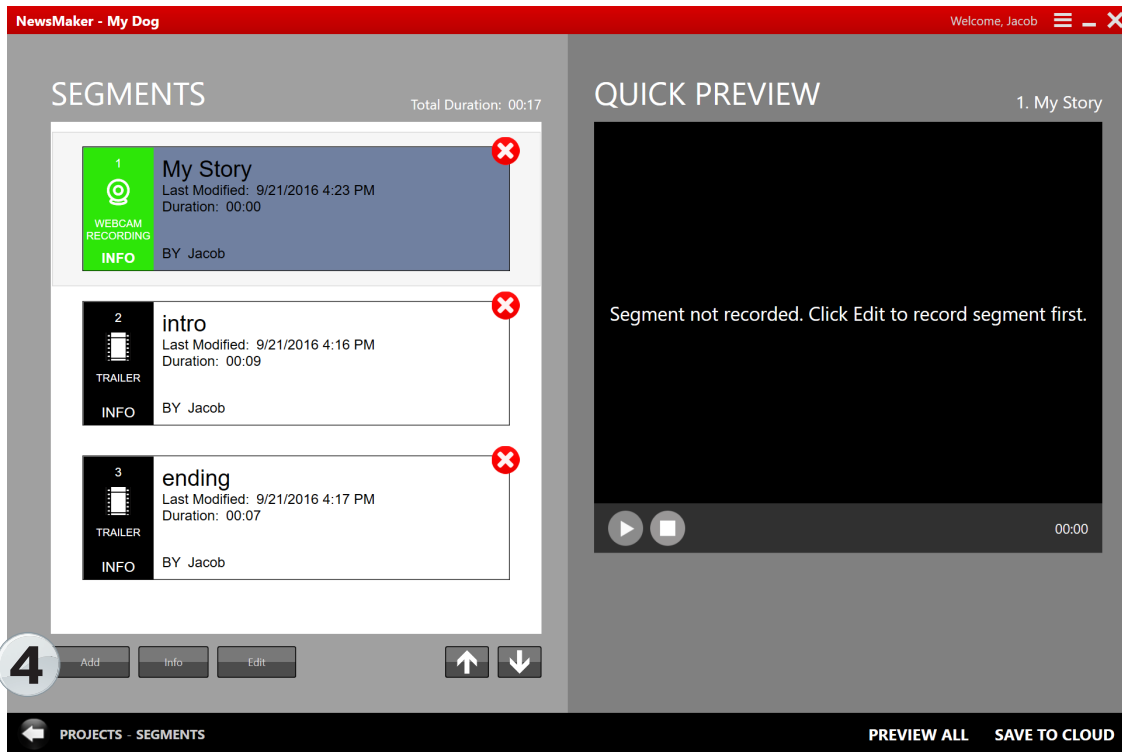 NewsMaker - My Dog
Welcome, Jacob
SEGMENTS
Total Duration: 00:17
1
WEBCAM
RECORDING
INFO
My Story
Last Modified: 9/21/2016 4:23 PM
Duration: 00:00
BY Jacob
2
TRAILER
INFO
intro
Last Modified: 9/21/2016 4:16 PM
Duration: 00:09
BY Jacob
3
TRAILER
INFO
ending
Last Modified: 9/21/2016 4:17 PM
Duration: 00:07
BY Jacob
4
Add
Info
Edit
QUICK PREVIEW
1. My Story
Segment not recorded. Click Edit to record segment first.
00:00
PROJECTS - SEGMENTS
PREVIEW ALL
SAVE TO CLOUD